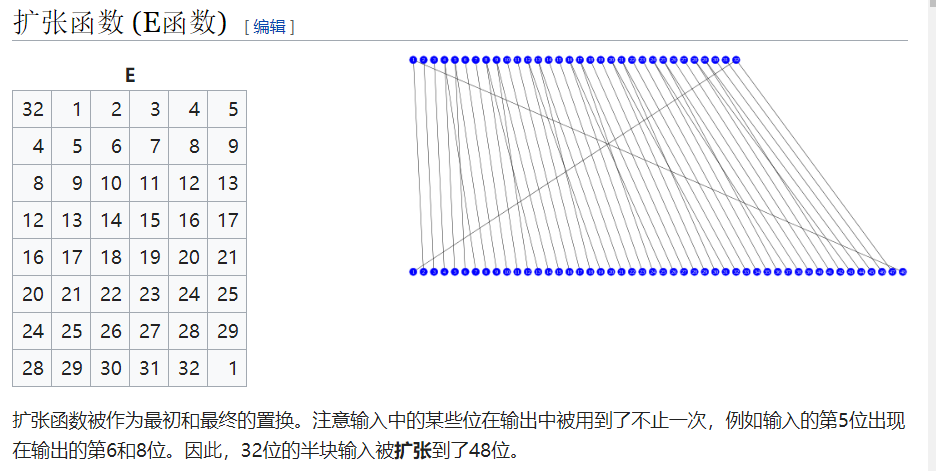 扩张函数 (E函数) [ 编辑 ]
E
32 1 2 3 4 5
4 5 6 7 8 9
8 9 10 11 12 13
12 13 14 15 16 17
16 17 18 19 20 21
20 21 22 23 24 25
24 25 26 27 28 29
28 29 30 31 32 1
扩张函数被作为最初和最终的置换。注意输入中的某些位在输出中被用到了不止一次，例如输入的第5位出现
在输出的第6和8位。因此，32位的半块输入被扩张到了48位。